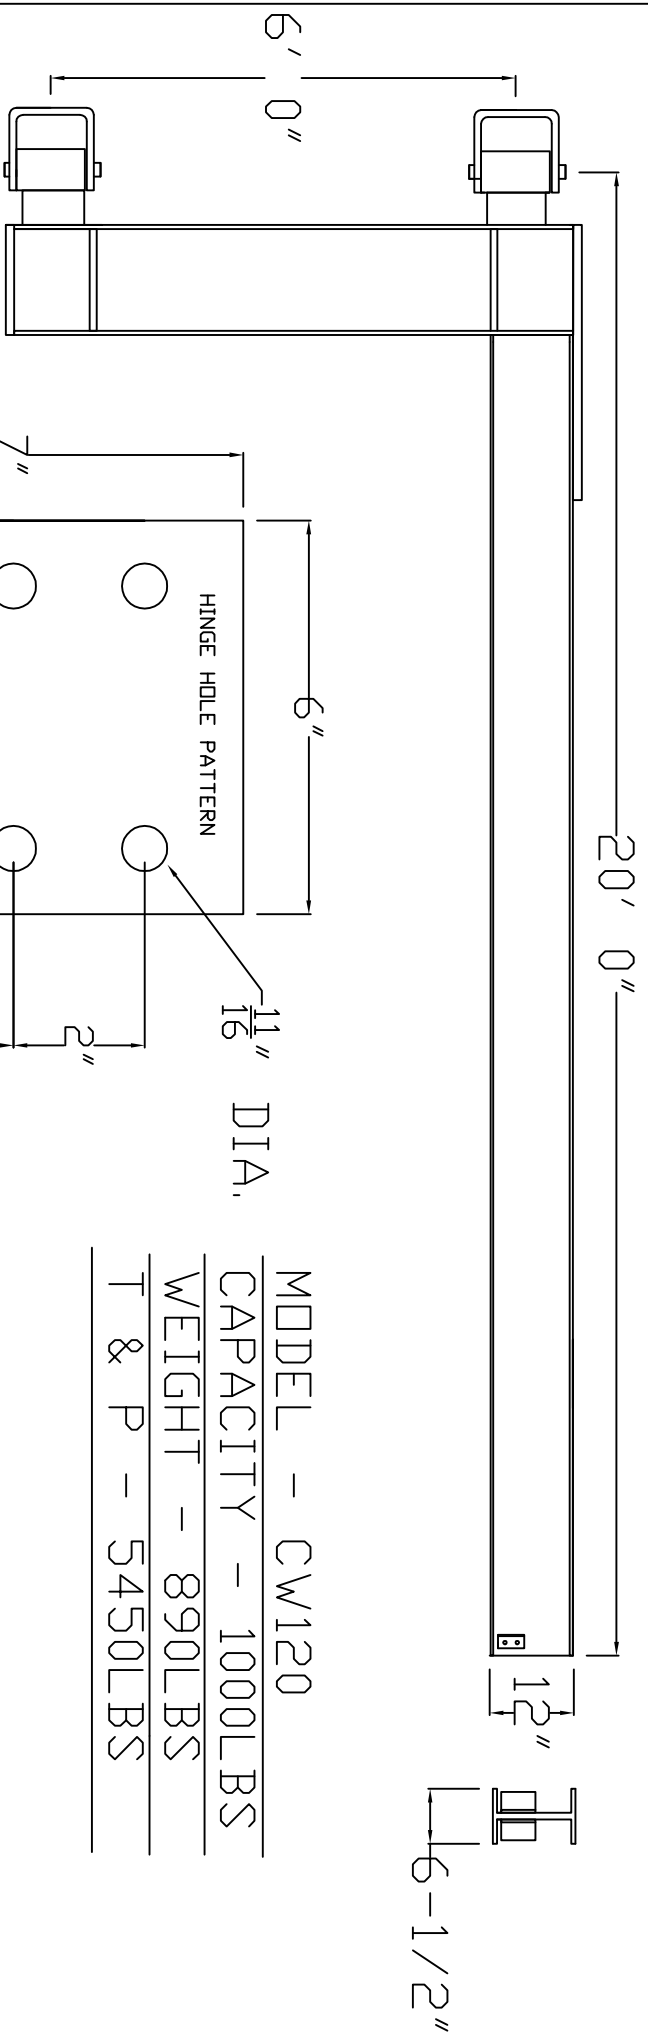 20' 0"
6' 0"
12"
6-1/2"
7"
6"
HINGE HOLE PATTERN
11/16" DIA.
2"
MODEL - CW120
CAPACITY - 1000LBS
WEIGHT - 890LBS
T & P - 5450LBS